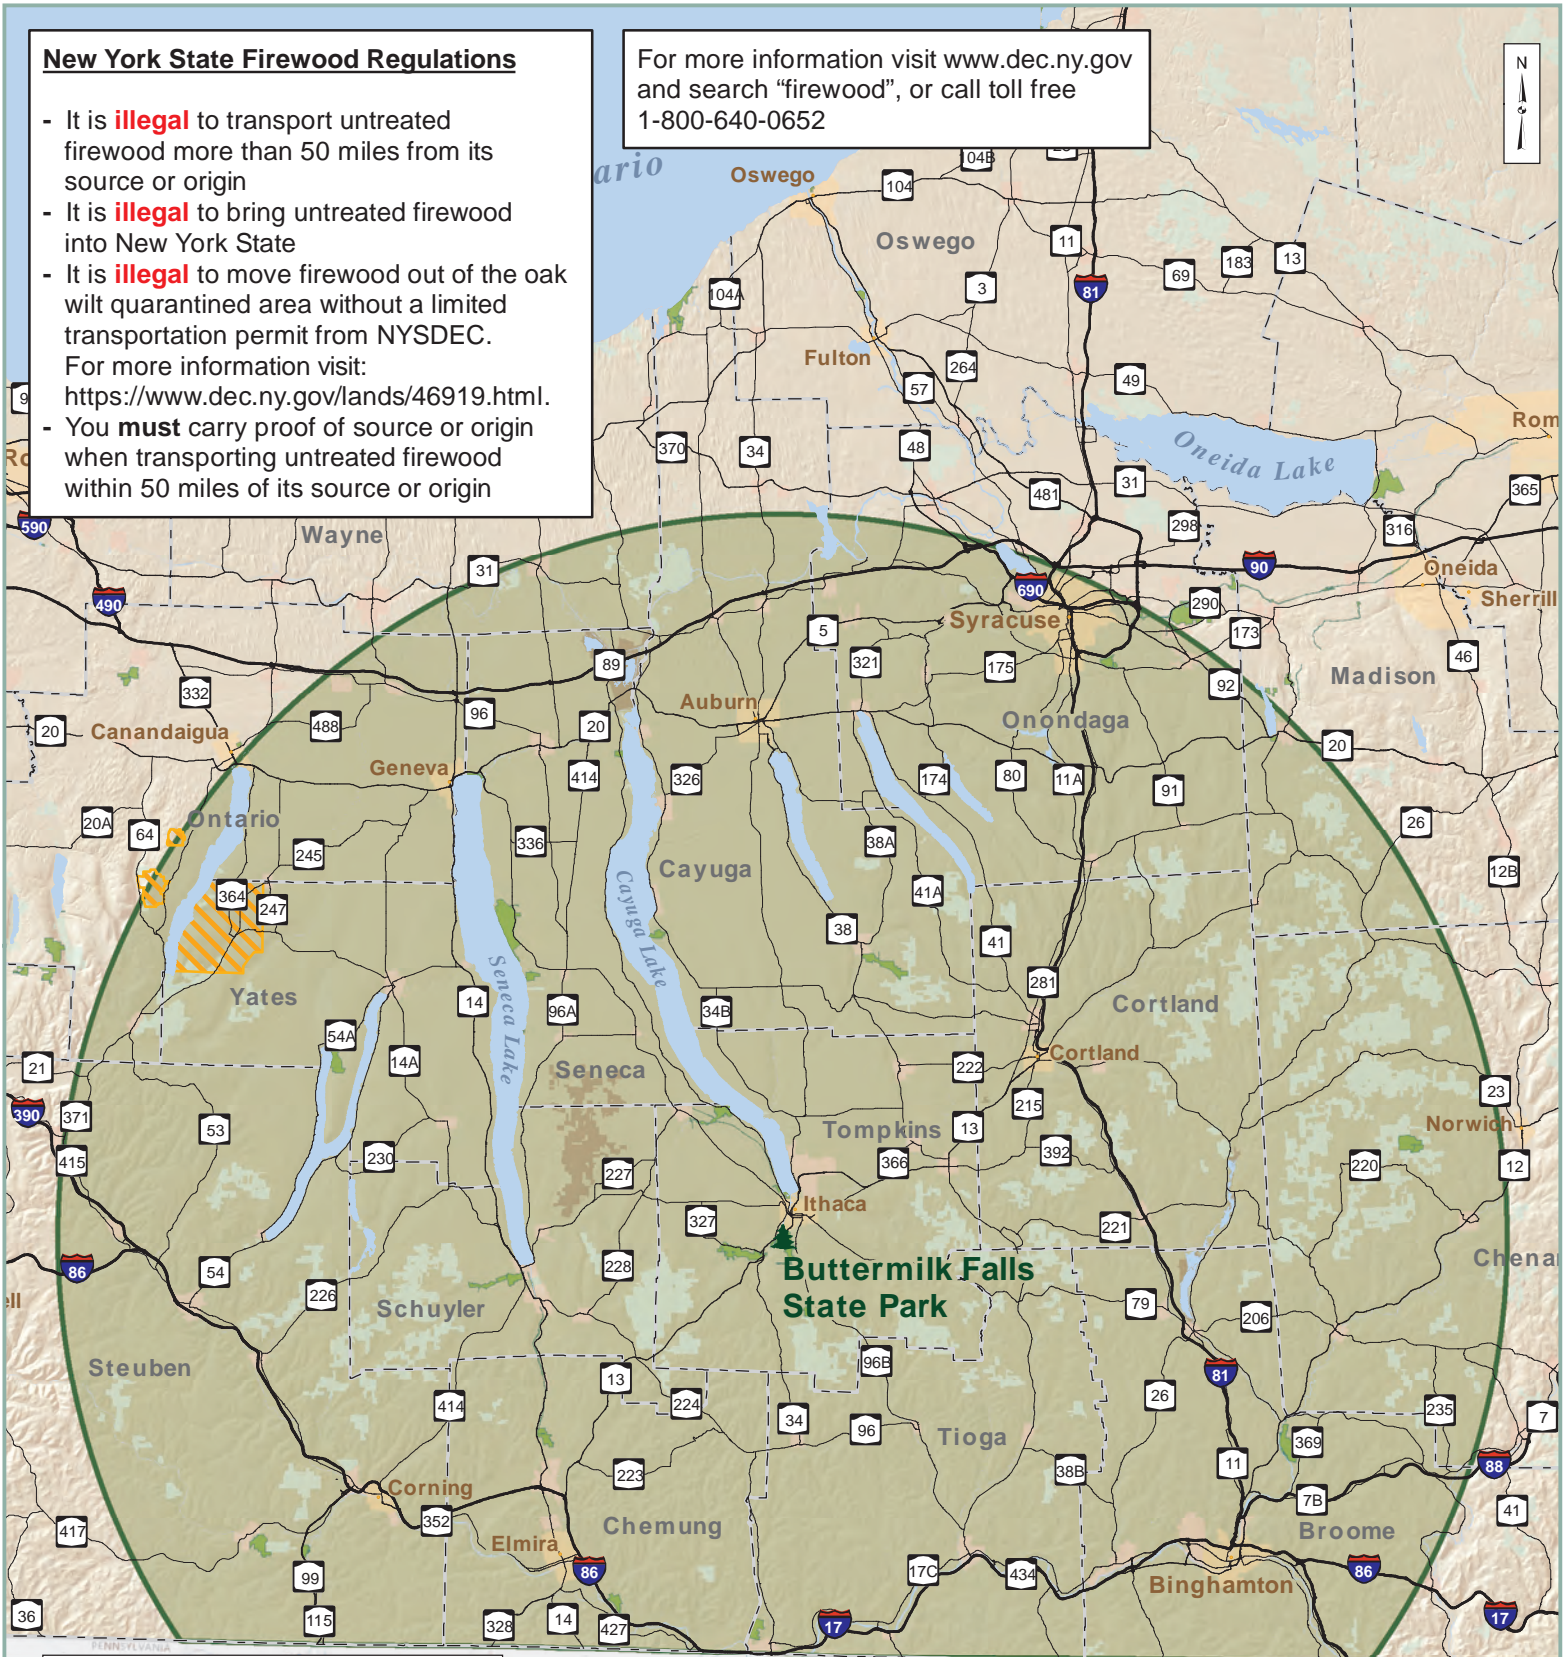 New York State Firewood Regulations
- It is illegal to transport untreated
firewood more than 50 miles from its
source or origin
- It is illegal to bring untreated firewood
into New York State
- It is illegal to move firewood out of the oak
wilt quarantined area without a limited
transportation permit from NYSDEC.
For more information visit:
https://www.dec.ny.gov/lands/46919.html.
- You must carry proof of source or origin
when transporting untreated firewood
within 50 miles of its source or origin
For more information visit www.dec.ny.gov
and search “firewood”, or call toll free
1-800-640-0652
N
ario
Oswego
104B
104
Oswego
11
183
13
69
3
81
104A
Fulton
264
57
49
9
370
34
48
Oneida Lake
Rom
Ro
481
31
365
590
Wayne
298
316
31
90
Oneida
490
690
290
Sherrill
Syracuse
5
173
89
321
175
46
Madison
332
92
96
Auburn
Onondaga
20
Canandaigua
488
20
20
Geneva
414
326
174
80
11A
91
20A
64
Ontario
245
336
38A
26
Cayuga
12B
364
247
41A
Cayuga Lake
38
41
Seneca Lake
281
Yates
14
96A
34B
Cortland
54A
14A
Cortland
21
Seneca
222
23
390
371
53
215
Norwich
Tompkins
13
415
230
227
366
392
220
12
Ithaca
327
221
86
54
228
Buttermilk Falls
State Park
Chena
ell
226
Schuyler
79
206
Steuben
96B
81
13
26
414
224
34
96
235
7
Tioga
369
11
38B
88
223
Corning
7B
41
352
Chemung
417
Elmira
Broome
86
99
17C
434
Binghamton
86
36
115
328
14
427
17
17
PENNSYLVANIA